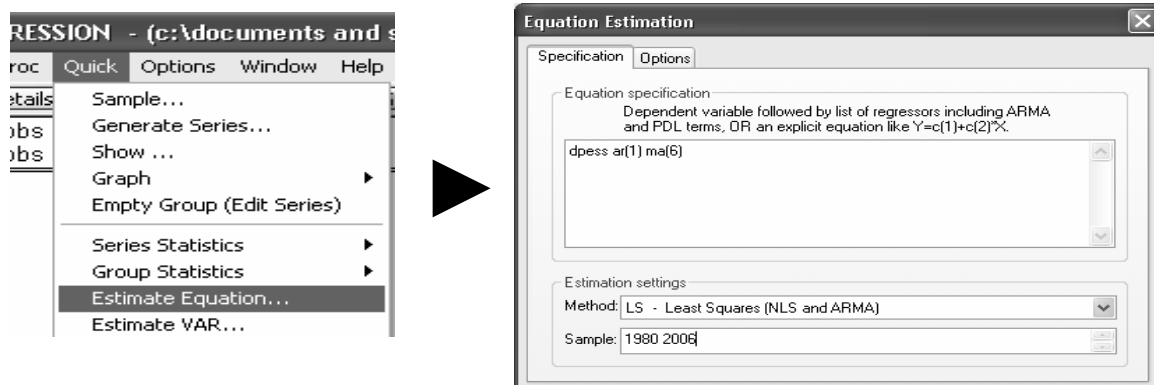 RESSION - (c:\documents and s
roc Quick Options Window Help
etails
obs
obs
Sample...
Generate Series...
Show ...
Graph
Empty Group (Edit Series)
Series Statistics
Group Statistics
Estimate Equation...
Estimate VAR...
Equation Estimation
Specification Options
Equation specification
Dependent variable followed by list of regressors including ARMA
and PDL terms, OR an explicit equation like Y=c(1)+c(2)*X.
dpess ar(1) ma(6)
Estimation settings
Method: LS - Least Squares (NLS and ARMA)
Sample: 1980 2006